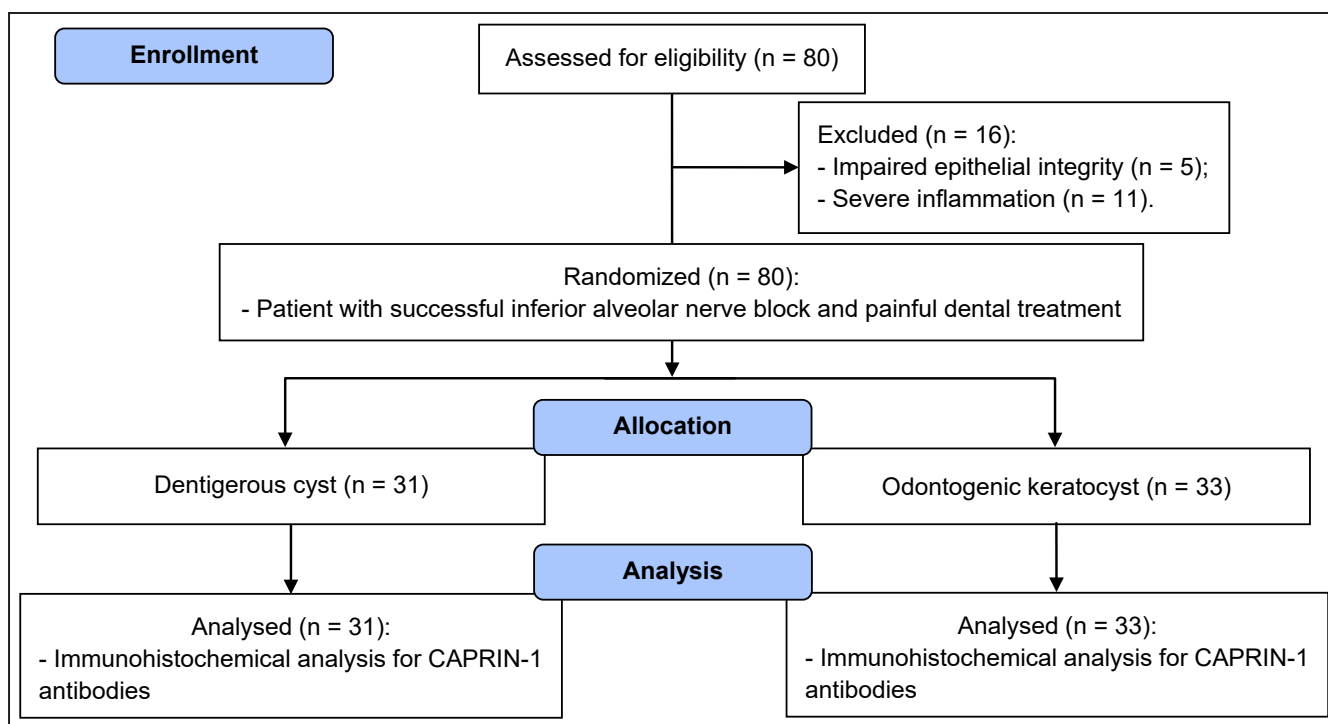 Enrollment
Assessed for eligibility (n = 80)
Excluded (n = 16):
- Impaired epithelial integrity (n = 5);
- Severe inflammation (n = 11).
Randomized (n = 80):
- Patient with successful inferior alveolar nerve block and painful dental treatment
Allocation
Dentigerous cyst (n = 31)
Odontogenic keratocyst (n = 33)
Analysis
Analysed (n = 31):
- Immunohistochemical analysis for CAPRIN-1
antibodies
Analysed (n = 33):
- Immunohistochemical analysis for CAPRIN-1
antibodies